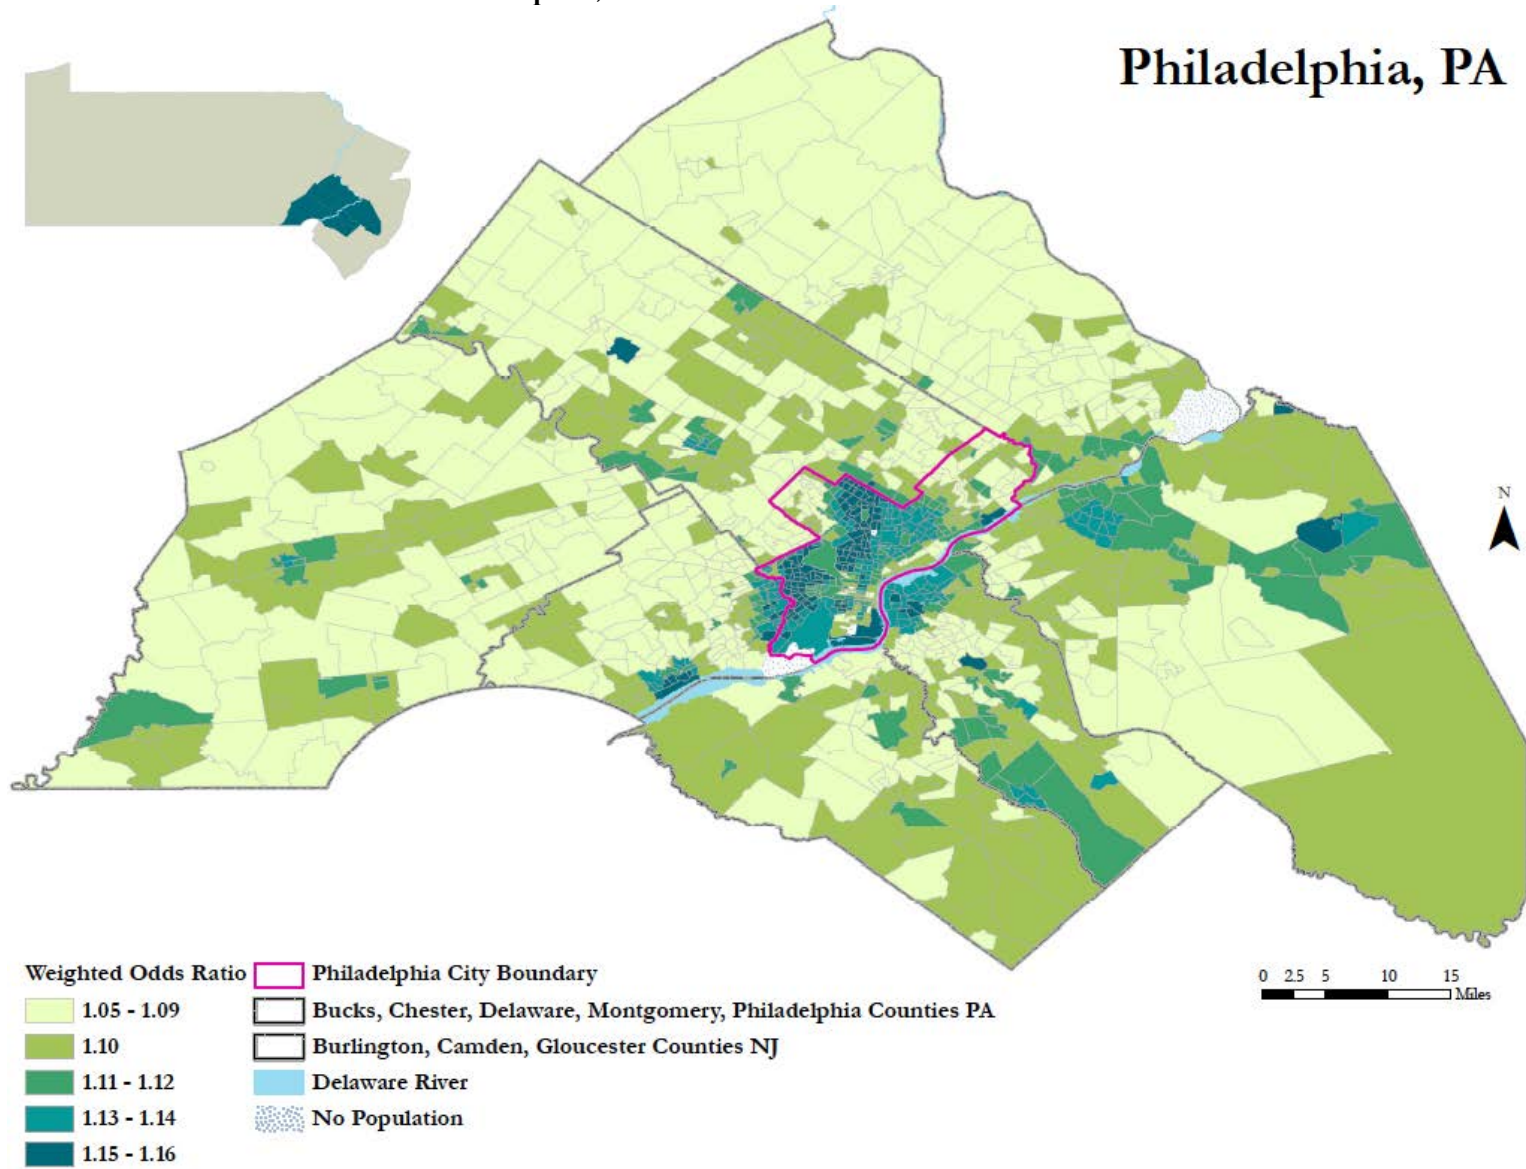 Philadelphia, PA
N
Weighted Odds Ratio
1.05 - 1.09
1.10
1.11 - 1.12
1.13 - 1.14
1.15 - 1.16
Philadelphia City Boundary
Bucks, Chester, Delaware, Montgomery, Philadelphia Counties PA
Burlington, Camden, Gloucester Counties NJ
Delaware River
No Population
0 2.5 5 10 15
Miles